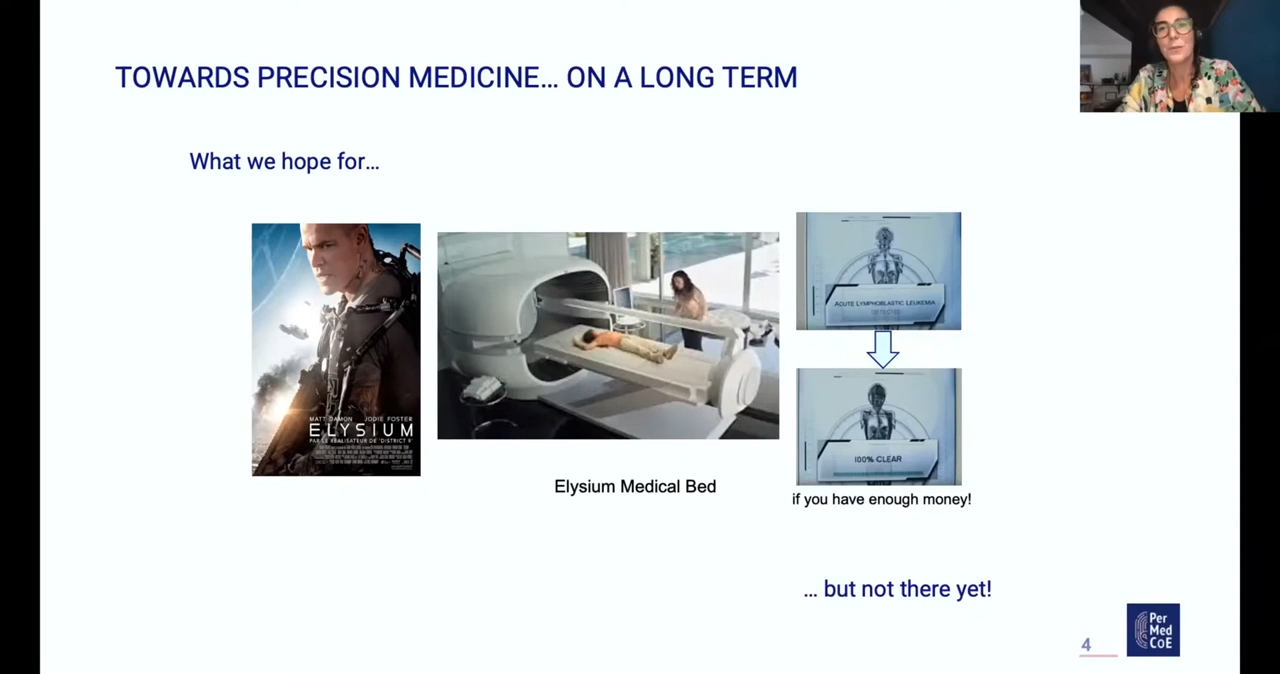 TOWARDS PRECISION MEDICINE... ON A LONG TERM
What we hope for...
MATT DAMON JODIE FOSTER
ELYSIUM
PAR LE RÉALISATEUR DE "DISTRICT 9"
ACUTE LYMPHOBLASTIC LEUKEMIA
100% CLEAR
Elysium Medical Bed
if you have enough money!
... but not there yet!
4
Per
Med
CoE